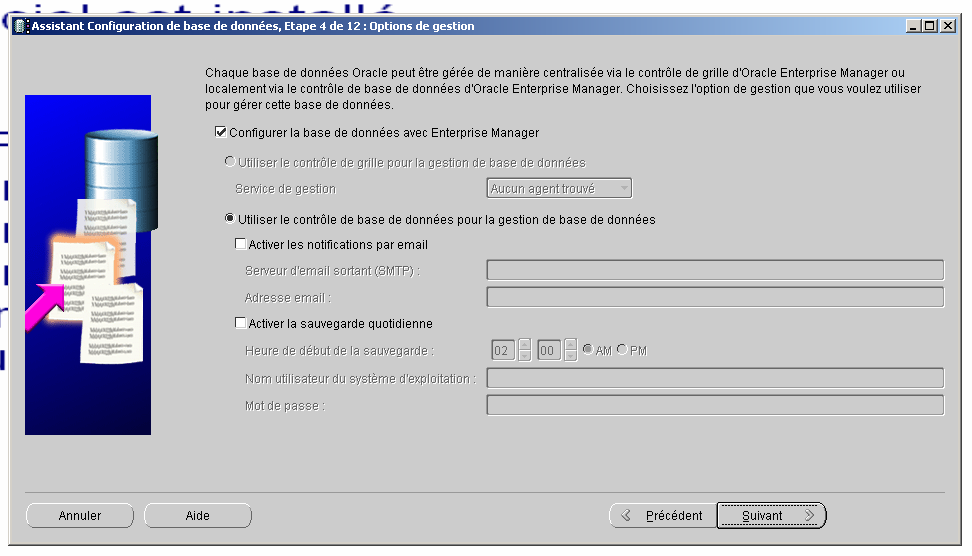 ciel est installé
Assistant Configuration de base de données, Etape 4 de 12 : Options de gestion
Chaque base de données Oracle peut être gérée de manière centralisée via le contrôle de grille d'Oracle Enterprise Manager ou
localement via le contrôle de base de données d'Oracle Enterprise Manager. Choisissez l'option de gestion que vous voulez utiliser
pour gérer cette base de données.
Configurer la base de données avec Enterprise Manager
Utiliser le contrôle de grille pour la gestion de base de données
Service de gestion Aucun agent trouvé
Utiliser le contrôle de base de données pour la gestion de base de données
Activer les notifications par email
Serveur d'email sortant (SMTP) :
Adresse email :
Activer la sauvegarde quotidienne
Heure de début de la sauvegarde : 02 00 AM PM
Nom utilisateur du système d'exploitation :
Mot de passe :
Annuler Aide Précédent Suivant